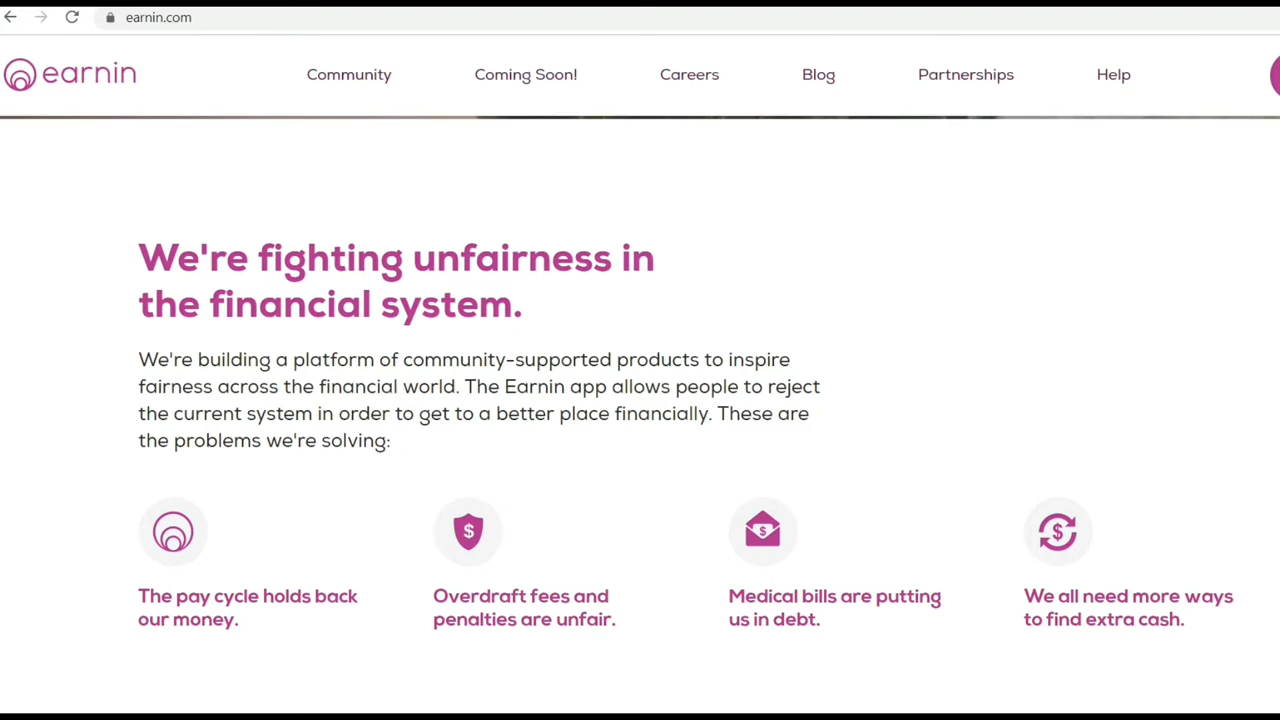 earnin.com
earnin
Community
Coming Soon!
Careers
Blog
Partnerships
Help
We're fighting unfairness in
the financial system.
We're building a platform of community-supported products to inspire
fairness across the financial world. The Earnin app allows people to reject
the current system in order to get to a better place financially. These are
the problems we're solving:
$
$
$
The pay cycle holds back
our money.
Overdraft fees and
penalties are unfair.
Medical bills are putting
us in debt.
We all need more ways
to find extra cash.